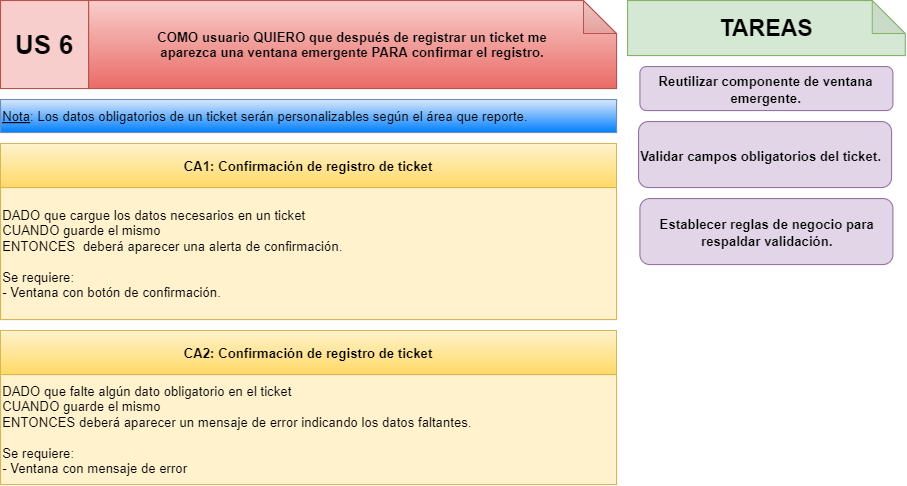 US 6
COMO usuario QUIERO que después de registrar un ticket me
aparezca una ventana emergente PARA confirmar el registro.
Nota: Los datos obligatorios de un ticket serán personalizables según el área que reporte.
CA1: Confirmación de registro de ticket
DADO que cargue los datos necesarios en un ticket
CUANDO guarde el mismo
ENTONCES  deberá aparecer una alerta de confirmación.
Se requiere:
- Ventana con botón de confirmación.
CA2: Confirmación de registro de ticket
DADO que falte algún dato obligatorio en el ticket
CUANDO guarde el mismo
ENTONCES deberá aparecer un mensaje de error indicando los datos faltantes.
Se requiere:
- Ventana con mensaje de error
TAREAS
Reutilizar componente de ventana
emergente.
Validar campos obligatorios del ticket.
Establecer reglas de negocio para
respaldar validación.